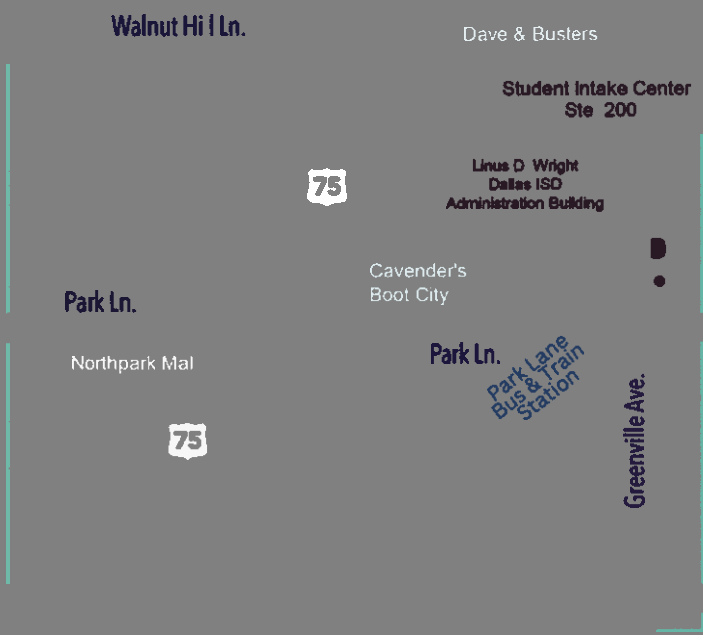 Walnut Hi l Ln.
Dave & Busters
Student Intake Center
Ste 200
Linus D Wright
Dallas ISD
Administration Building
75
Cavender's
Boot City
Park Ln.
Northpark Mal
Park Ln.
Park Lane
Bus & Train
Station
Greenville Ave.
75